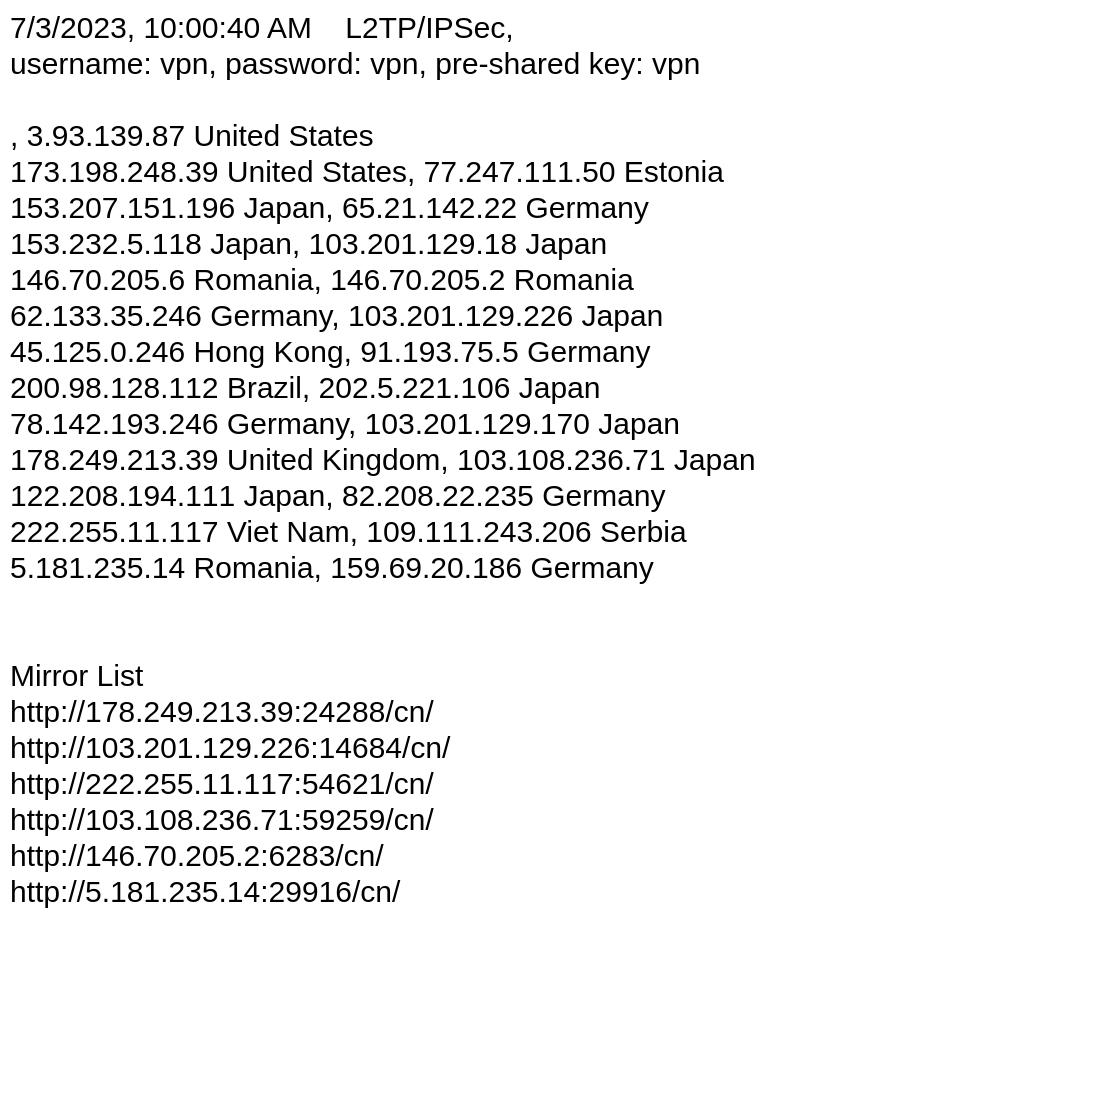 7/3/2023, 10:00:40 AM    L2TP/IPSec,
username: vpn, password: vpn, pre-shared key: vpn
, 3.93.139.87 United States
173.198.248.39 United States, 77.247.111.50 Estonia
153.207.151.196 Japan, 65.21.142.22 Germany
153.232.5.118 Japan, 103.201.129.18 Japan
146.70.205.6 Romania, 146.70.205.2 Romania
62.133.35.246 Germany, 103.201.129.226 Japan
45.125.0.246 Hong Kong, 91.193.75.5 Germany
200.98.128.112 Brazil, 202.5.221.106 Japan
78.142.193.246 Germany, 103.201.129.170 Japan
178.249.213.39 United Kingdom, 103.108.236.71 Japan
122.208.194.111 Japan, 82.208.22.235 Germany
222.255.11.117 Viet Nam, 109.111.243.206 Serbia
5.181.235.14 Romania, 159.69.20.186 Germany
Mirror List
http://178.249.213.39:24288/cn/
http://103.201.129.226:14684/cn/
http://222.255.11.117:54621/cn/
http://103.108.236.71:59259/cn/
http://146.70.205.2:6283/cn/
http://5.181.235.14:29916/cn/